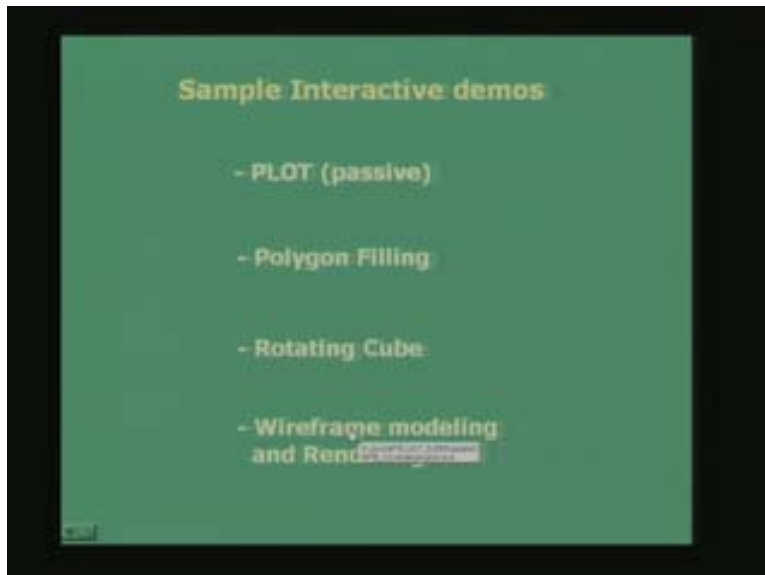 Sample Interactive demos
- PLOT (passive)
- Polygon Filling
- Rotating Cube
- Wireframe modeling
and